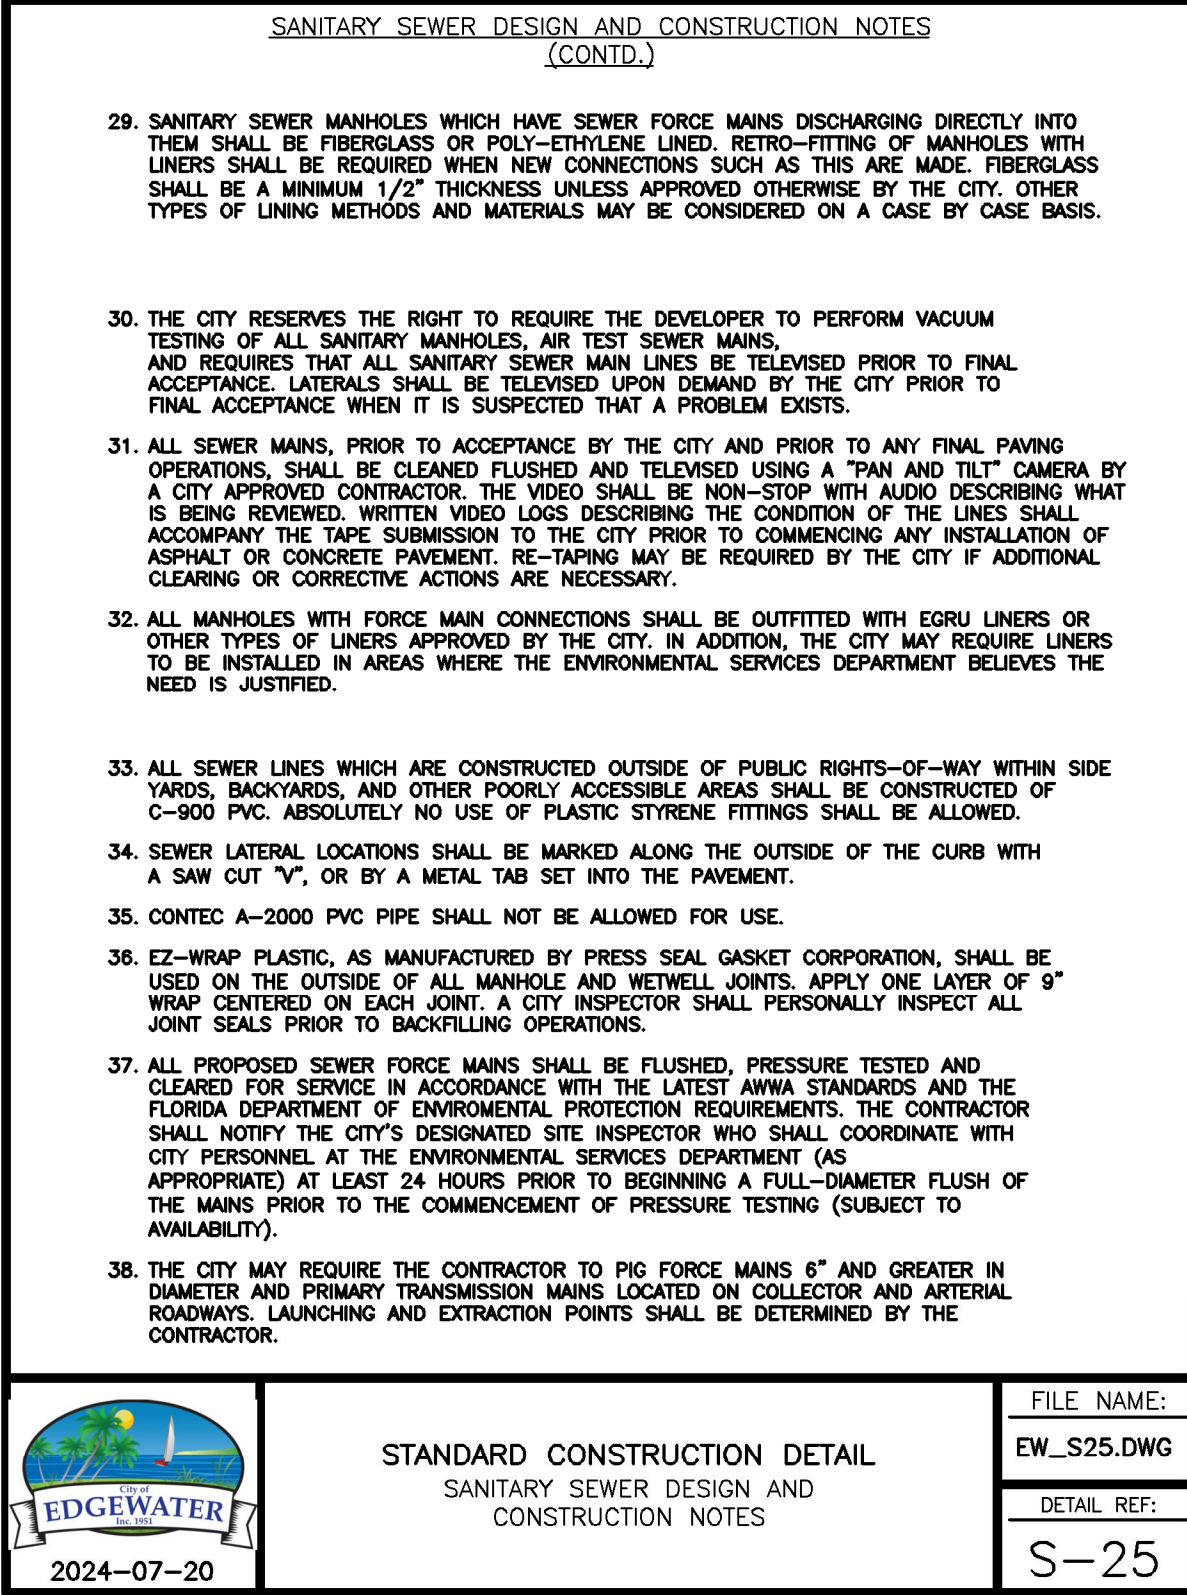 SANITARY SEWER DESIGN AND CONSTRUCTION NOTES
(CONTD.)
29. SANITARY SEWER MANHOLES WHICH HAVE SEWER FORCE MAINS DISCHARGING DIRECTLY INTO
THEM SHALL BE FIBERGLASS OR POLY-ETHYLENE LINED. RETRO-FITTING OF MANHOLES WITH
LINERS SHALL BE REQUIRED WHEN NEW CONNECTIONS SUCH AS THIS ARE MADE. FIBERGLASS
SHALL BE A MINIMUM 1/2" THICKNESS UNLESS APPROVED OTHERWISE BY THE CITY. OTHER
TYPES OF LINING METHODS AND MATERIALS MAY BE CONSIDERED ON A CASE BY CASE BASIS.
30. THE CITY RESERVES THE RIGHT TO REQUIRE THE DEVELOPER TO PERFORM VACUUM
TESTING OF ALL SANITARY MANHOLES, AIR TEST SEWER MAINS,
AND REQUIRES THAT ALL SANITARY SEWER MAIN LINES BE TELEVISED PRIOR TO FINAL
ACCEPTANCE. LATERALS SHALL BE TELEVISED UPON DEMAND BY THE CITY PRIOR TO
FINAL ACCEPTANCE WHEN IT IS SUSPECTED THAT A PROBLEM EXISTS.
31. ALL SEWER MAINS, PRIOR TO ACCEPTANCE BY THE CITY AND PRIOR TO ANY FINAL PAVING
OPERATIONS, SHALL BE CLEANED FLUSHED AND TELEVISED USING A "PAN AND TILT" CAMERA BY
A CITY APPROVED CONTRACTOR. THE VIDEO SHALL BE NON-STOP WITH AUDIO DESCRIBING WHAT
IS BEING REVIEWED. WRITTEN VIDEO LOGS DESCRIBING THE CONDITION OF THE LINES SHALL
ACCOMPANY THE TAPE SUBMISSION TO THE CITY PRIOR TO COMMENCING ANY INSTALLATION OF
ASPHALT OR CONCRETE PAVEMENT. RE-TAPING MAY BE REQUIRED BY THE CITY IF ADDITIONAL
CLEARING OR CORRECTIVE ACTIONS ARE NECESSARY.
32. ALL MANHOLES WITH FORCE MAIN CONNECTIONS SHALL BE OUTFITTED WITH EGRU LINERS OR
OTHER TYPES OF LINERS APPROVED BY THE CITY. IN ADDITION, THE CITY MAY REQUIRE LINERS
TO BE INSTALLED IN AREAS WHERE THE ENVIRONMENTAL SERVICES DEPARTMENT BELIEVES THE
NEED IS JUSTIFIED.
33. ALL SEWER LINES WHICH ARE CONSTRUCTED OUTSIDE OF PUBLIC RIGHTS-OF-WAY WITHIN SIDE
YARDS, BACKYARDS, AND OTHER POORLY ACCESSIBLE AREAS SHALL BE CONSTRUCTED OF
C-900 PVC. ABSOLUTELY NO USE OF PLASTIC STYRENE FITTINGS SHALL BE ALLOWED.
34. SEWER LATERAL LOCATIONS SHALL BE MARKED ALONG THE OUTSIDE OF THE CURB WITH
A SAW CUT "V", OR BY A METAL TAB SET INTO THE PAVEMENT.
35. CONTEC A-2000 PVC PIPE SHALL NOT BE ALLOWED FOR USE.
36. EZ-WRAP PLASTIC, AS MANUFACTURED BY PRESS SEAL GASKET CORPORATION, SHALL BE
USED ON THE OUTSIDE OF ALL MANHOLE AND WETWELL JOINTS. APPLY ONE LAYER OF 9"
WRAP CENTERED ON EACH JOINT. A CITY INSPECTOR SHALL PERSONALLY INSPECT ALL
JOINT SEALS PRIOR TO BACKFILLING OPERATIONS.
37. ALL PROPOSED SEWER FORCE MAINS SHALL BE FLUSHED, PRESSURE TESTED AND
CLEARED FOR SERVICE IN ACCORDANCE WITH THE LATEST AWWA STANDARDS AND THE
FLORIDA DEPARTMENT OF ENVIROMENTAL PROTECTION REQUIREMENTS. THE CONTRACTOR
SHALL NOTIFY THE CITY'S DESIGNATED SITE INSPECTOR WHO SHALL COORDINATE WITH
CITY PERSONNEL AT THE ENVIRONMENTAL SERVICES DEPARTMENT (AS
APPROPRIATE) AT LEAST 24 HOURS PRIOR TO BEGINNING A FULL-DIAMETER FLUSH OF
THE MAINS PRIOR TO THE COMMENCEMENT OF PRESSURE TESTING (SUBJECT TO
AVAILABILITY).
38. THE CITY MAY REQUIRE THE CONTRACTOR TO PIG FORCE MAINS 6" AND GREATER IN
DIAMETER AND PRIMARY TRANSMISSION MAINS LOCATED ON COLLECTOR AND ARTERIAL
ROADWAYS. LAUNCHING AND EXTRACTION POINTS SHALL BE DETERMINED BY THE
CONTRACTOR.
City of
EDGEWATER
Inc. 1951
2024-07-20
STANDARD CONSTRUCTION DETAIL
SANITARY SEWER DESIGN AND
CONSTRUCTION NOTES
FILE NAME:
EW_S25.DWG
DETAIL REF:
S-25